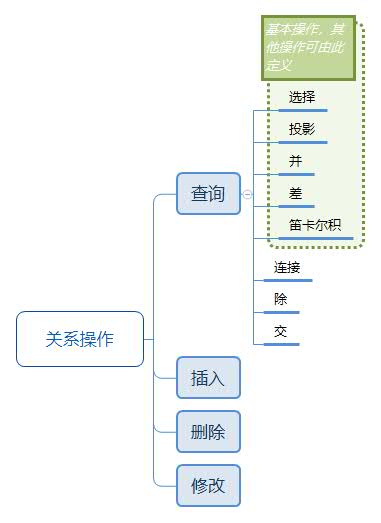 基本操作，其
他操作可由此
定义
选择
投影
并
查询
差
笛卡尔积
连接
除
交
关系操作
插入
删除
修改